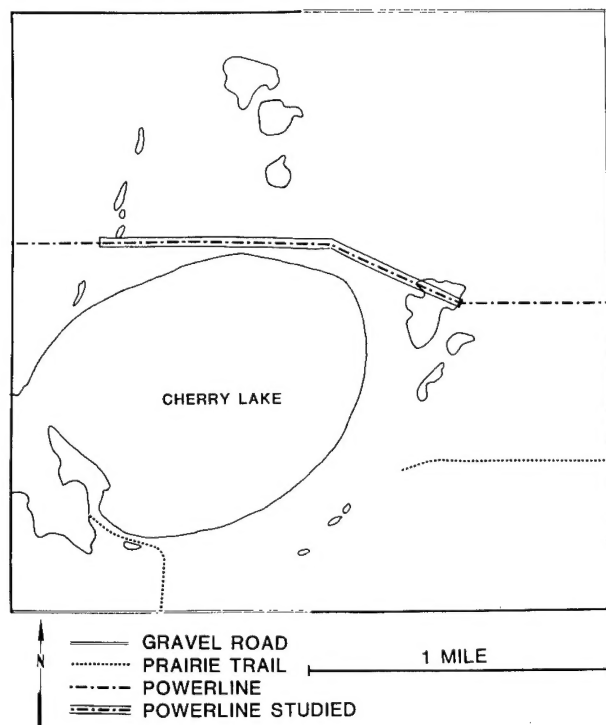 CHERRY LAKE
N
GRAVEL ROAD
PRAIRIE TRAIL
POWERLINE
POWERLINE STUDIED
1 MILE